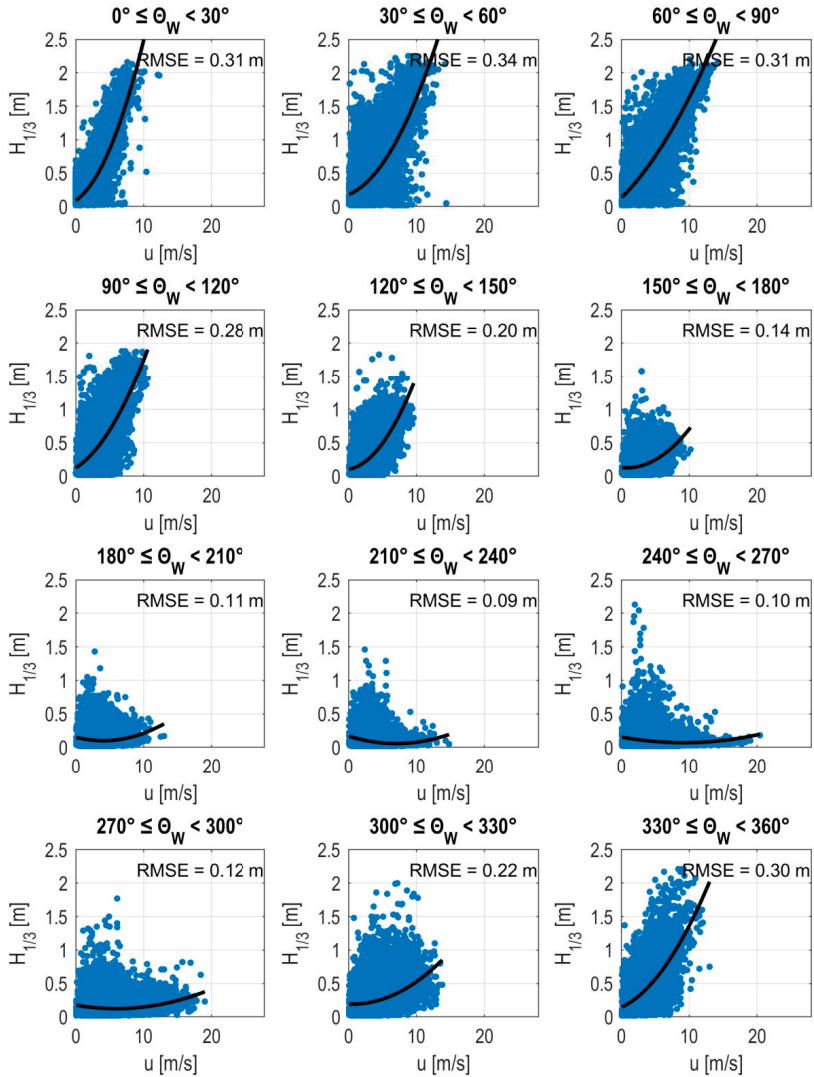 0° ≤ Θ_W < 30° 30° ≤ Θ_W < 60° 60° ≤ Θ_W < 90°
2.5 RMSE = 0.31 m 2.5 RMSE = 0.34 m 2.5 RMSE = 0.31 m
2 2 2
1.5 1.5 1.5
H_1/3 [m] H_1/3 [m] H_1/3 [m]
1 1 1
0.5 0.5 0.5
0 0 0
0 10 20 0 10 20 0 10 20
u [m/s] u [m/s] u [m/s]
90° ≤ Θ_W < 120° 120° ≤ Θ_W < 150° 150° ≤ Θ_W < 180°
2.5 RMSE = 0.28 m 2.5 RMSE = 0.20 m 2.5 RMSE = 0.14 m
2 2 2
1.5 1.5 1.5
H_1/3 [m] H_1/3 [m] H_1/3 [m]
1 1 1
0.5 0.5 0.5
0 0 0
0 10 20 0 10 20 0 10 20
u [m/s] u [m/s] u [m/s]
180° ≤ Θ_W < 210° 210° ≤ Θ_W < 240° 240° ≤ Θ_W < 270°
2.5 RMSE = 0.11 m 2.5 RMSE = 0.09 m 2.5 RMSE = 0.10 m
2 2 2
1.5 1.5 1.5
H_1/3 [m] H_1/3 [m] H_1/3 [m]
1 1 1
0.5 0.5 0.5
0 0 0
0 10 20 0 10 20 0 10 20
u [m/s] u [m/s] u [m/s]
270° ≤ Θ_W < 300° 300° ≤ Θ_W < 330° 330° ≤ Θ_W < 360°
2.5 RMSE = 0.12 m 2.5 RMSE = 0.22 m 2.5 RMSE = 0.30 m
2 2 2
1.5 1.5 1.5
H_1/3 [m] H_1/3 [m] H_1/3 [m]
1 1 1
0.5 0.5 0.5
0 0 0
0 10 20 0 10 20 0 10 20
u [m/s] u [m/s] u [m/s]